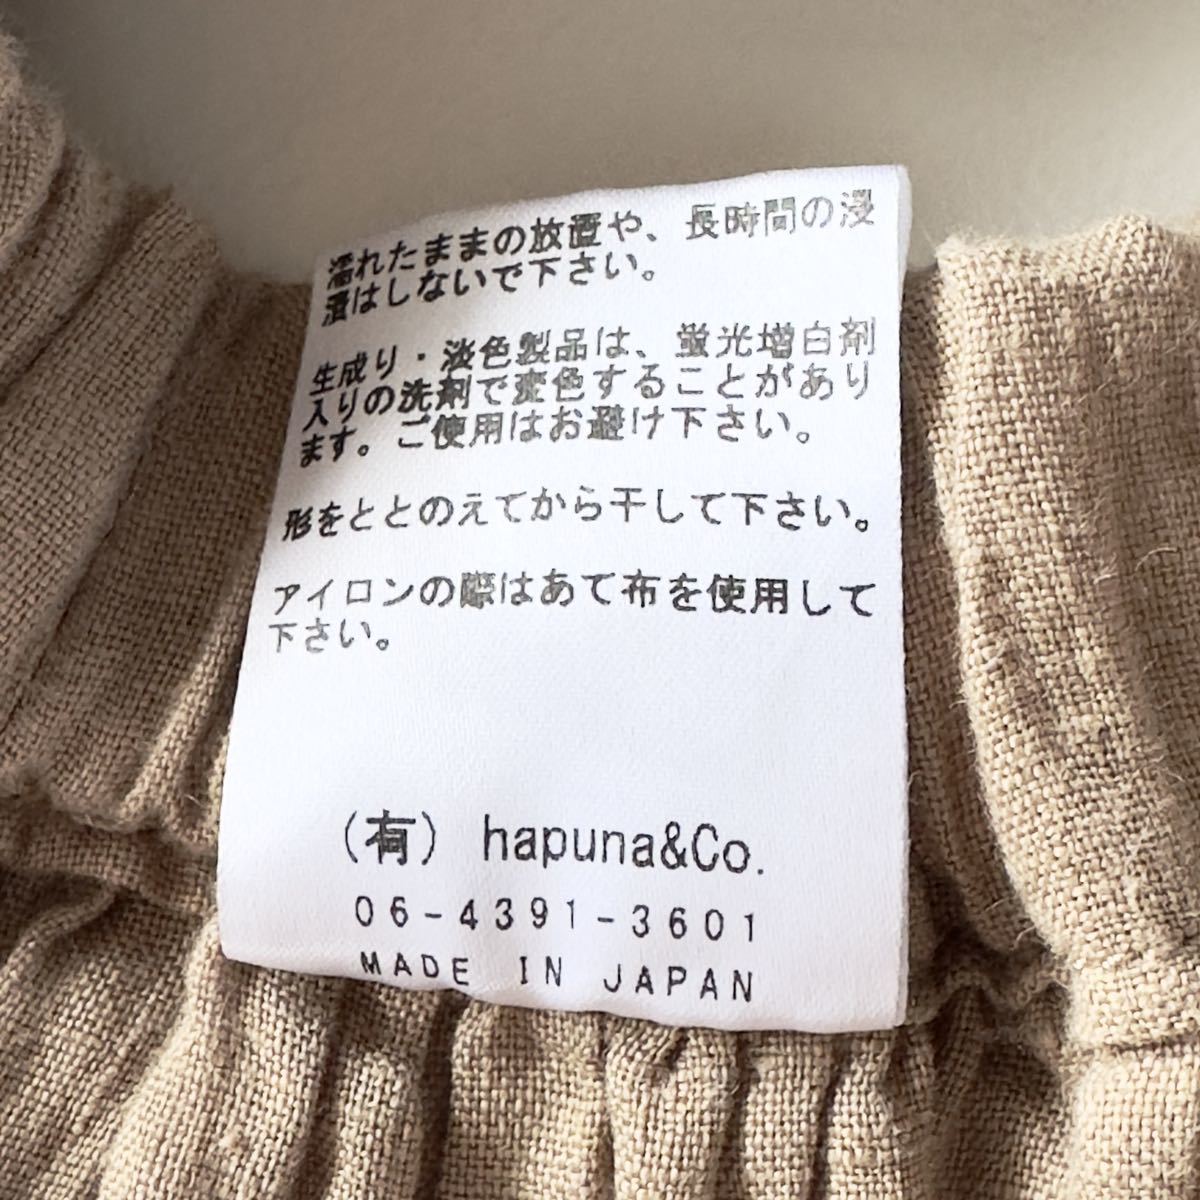 濡れたままの放置や、長時間の浸
漬はしないで下さい。
生成り・淡色製品は、蛍光増白剤
入りの洗剤で変色することがあり
ます。ご使用はお避け下さい。
形をととのえてから干して下さい。
アイロンの際はあて布を使用して
下さい。
(有) hapuna&Co.
06-4391-3601
MADE IN JAPAN